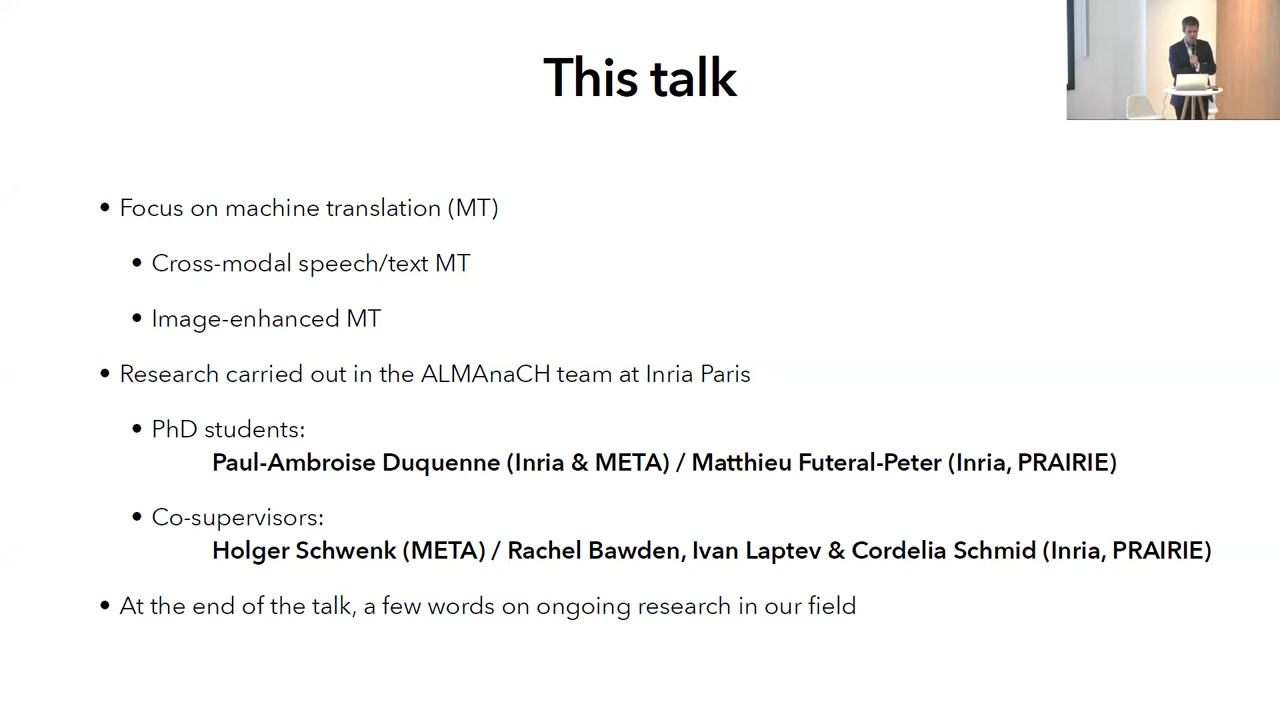 This talk
• Focus on machine translation (MT)
• Cross-modal speech/text MT
• Image-enhanced MT
• Research carried out in the ALMAnaCH team at Inria Paris
• PhD students:
Paul-Ambroise Duquenne (Inria & META) / Matthieu Futeral-Peter (Inria, PRAIRIE)
• Co-supervisors:
Holger Schwenk (META) / Rachel Bawden, Ivan Laptev & Cordelia Schmid (Inria, PRAIRIE)
• At the end of the talk, a few words on ongoing research in our field